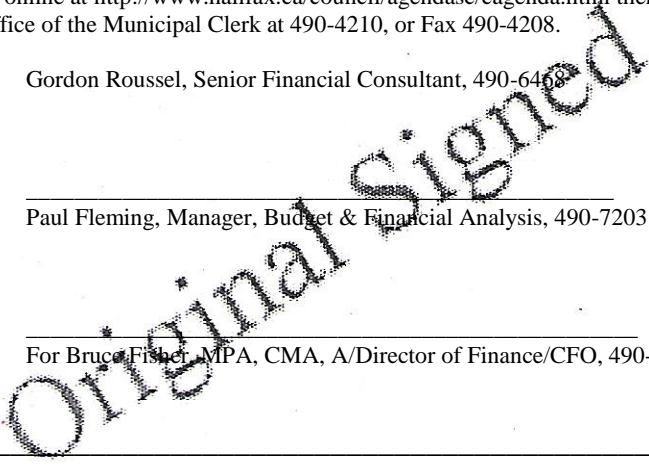 online at http://www.halifax.ca/council/agendasc/cagenda.html then
ffice of the Municipal Clerk at 490-4210, or Fax 490-4208.
Gordon Roussel, Senior Financial Consultant, 490-6468
Paul Fleming, Manager, Budget & Financial Analysis, 490-7203
For Bruce Fisher, MPA, CMA, A/Director of Finance/CFO, 490-
Original Signed